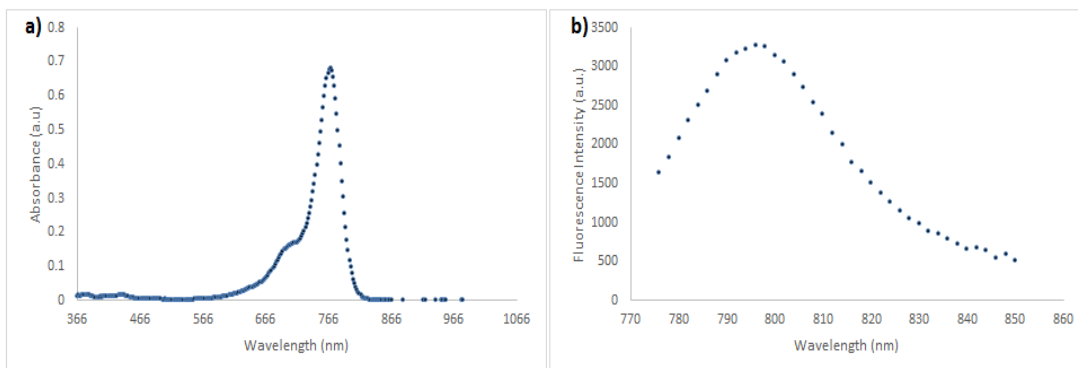 a)
Absorbance (a.u)
0.8
0.7
0.6
0.5
0.4
0.3
0.2
0.1
0
366 466 566 666 766 866 966 1066
Wavelength (nm)
b)
Fluorescence Intensity (a.u.)
3500
3000
2500
2000
1500
1000
500
0
770 780 790 800 810 820 830 840 850 860
Wavelength (nm)